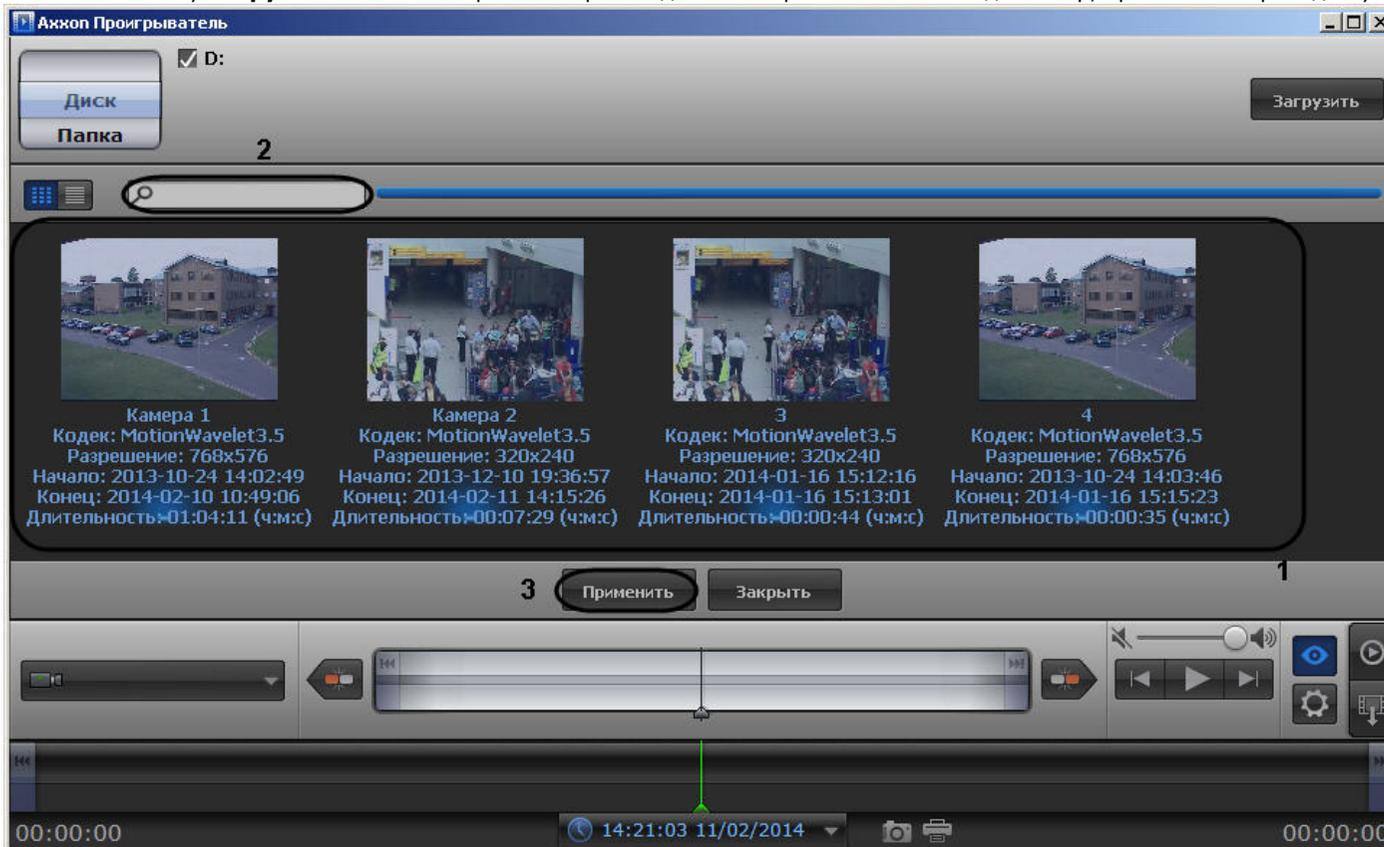 Axxon Проигрыватель
D:
Диск
Папка
Загрузить
2
Камера 1
Кодек: MotionWavelet3.5
Разрешение: 768x576
Начало: 2013-10-24 14:02:49
Конец: 2014-02-10 10:49:06
Длительность: 01:04:11 (ч:м:с)
Камера 2
Кодек: MotionWavelet3.5
Разрешение: 320x240
Начало: 2013-12-10 19:36:57
Конец: 2014-02-11 14:15:26
Длительность: 00:07:29 (ч:м:с)
3
Кодек: MotionWavelet3.5
Разрешение: 320x240
Начало: 2014-01-16 15:12:16
Конец: 2014-01-16 15:13:01
Длительность: 00:00:44 (ч:м:с)
4
Кодек: MotionWavelet3.5
Разрешение: 768x576
Начало: 2013-10-24 14:03:46
Конец: 2014-01-16 15:15:23
Длительность: 00:00:35 (ч:м:с)
1
3
Применить
Закрыть
00:00:00
14:21:03 11/02/2014
00:00:00